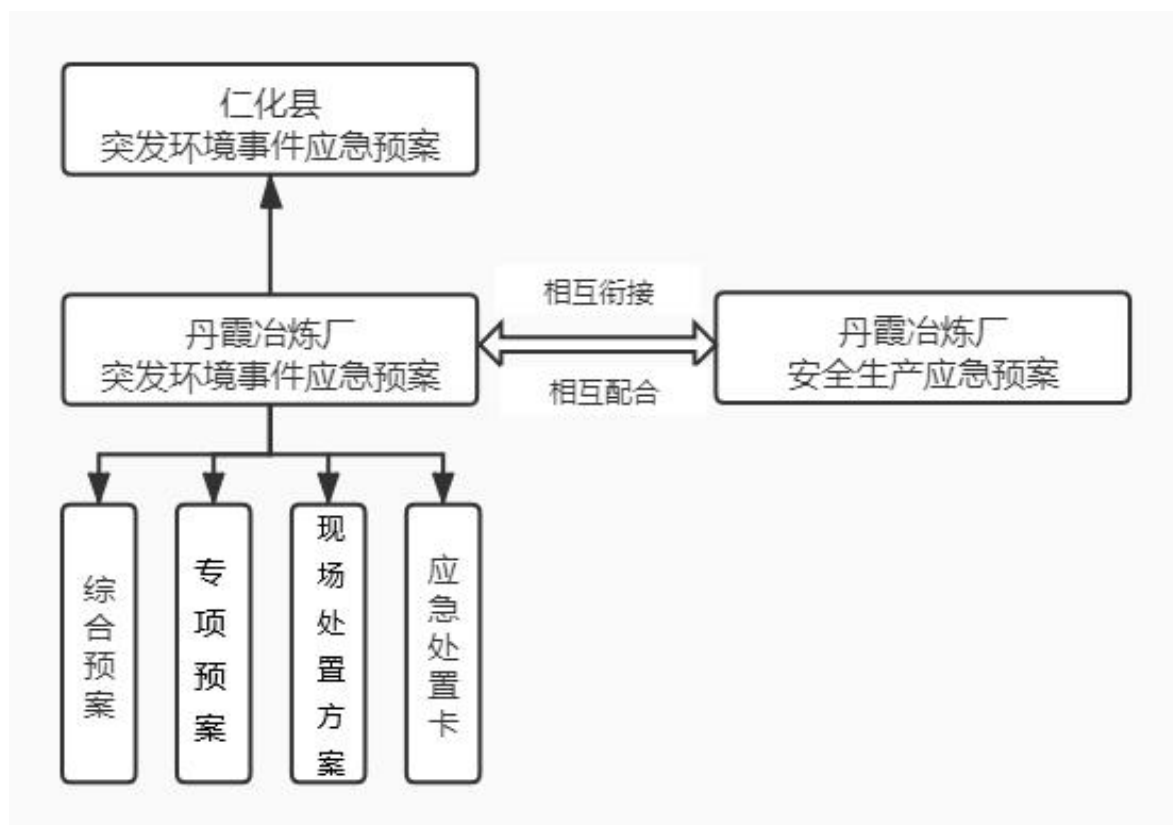 仁化县
突发环境事件应急预案
相互衔接
丹霞冶炼厂
突发环境事件应急预案
丹霞冶炼厂
安全生产应急预案
相互配合
综合预案
专项预案
现场处置方案
应急处置卡